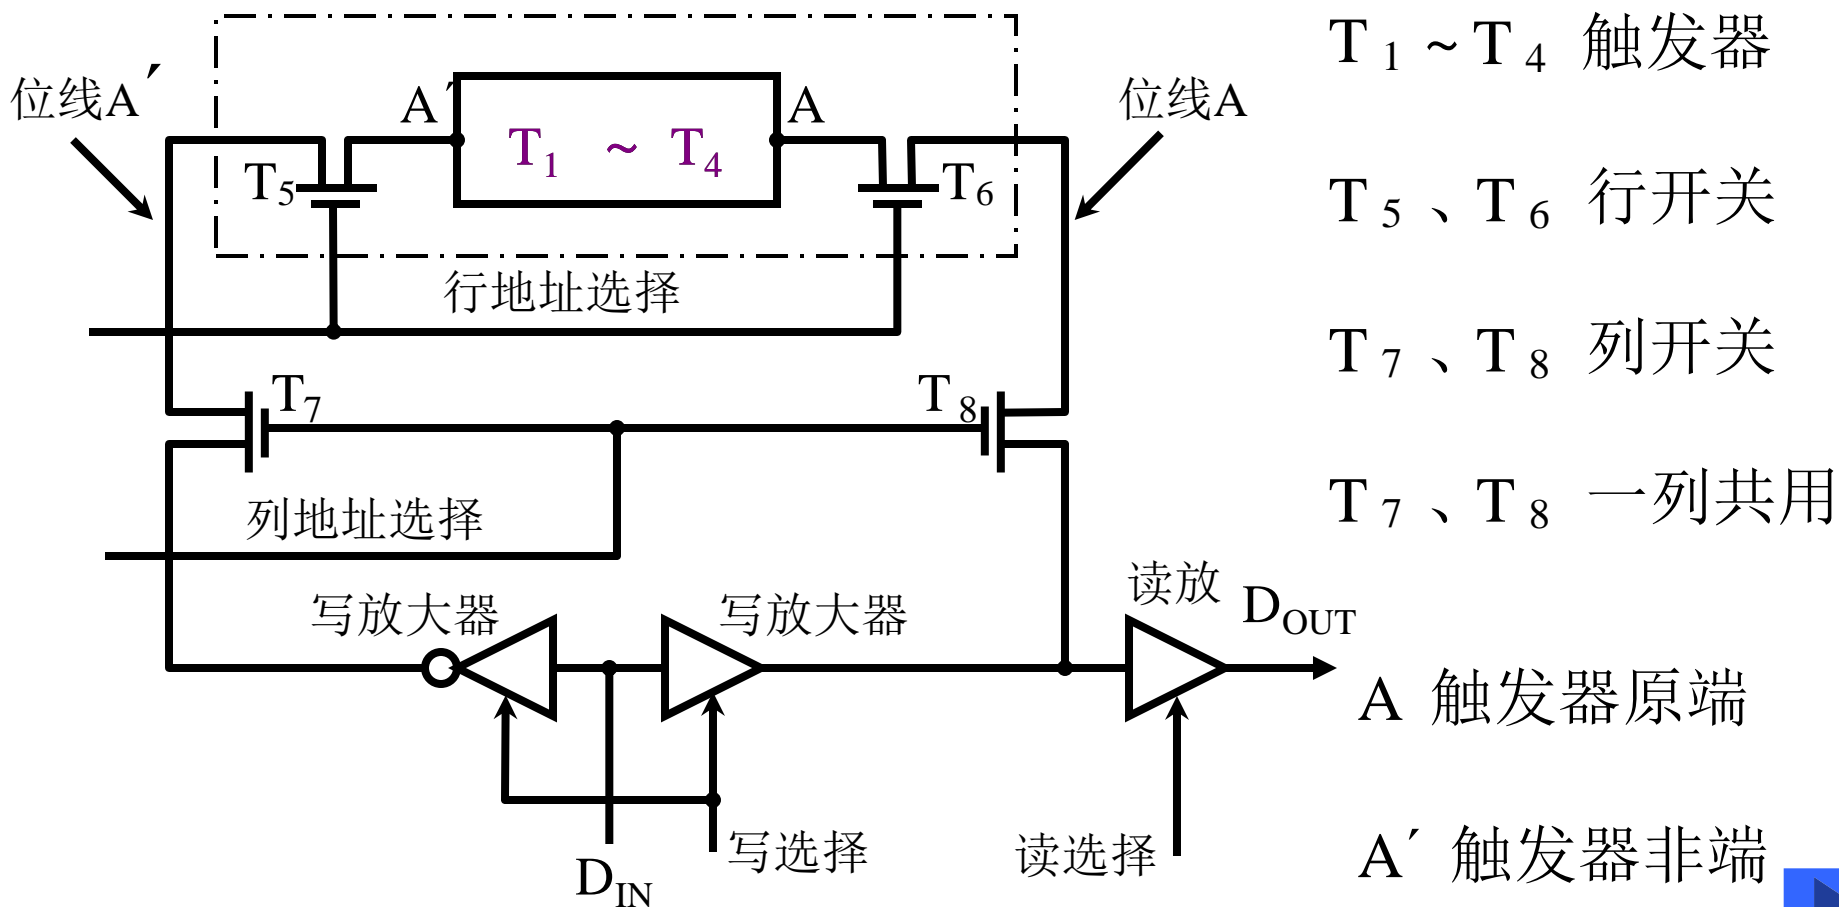 T1 ~ T4 触发器
位线A′
A′
A
位线A
T1 ~ T4
T5
T6
T5、T6 行开关
行地址选择
T7、T8 列开关
T7
T8
列地址选择
T7、T8 一列共用
写放大器
写放大器
读放
DOUT
A 触发器原端
写选择
读选择
DIN
A′ 触发器非端